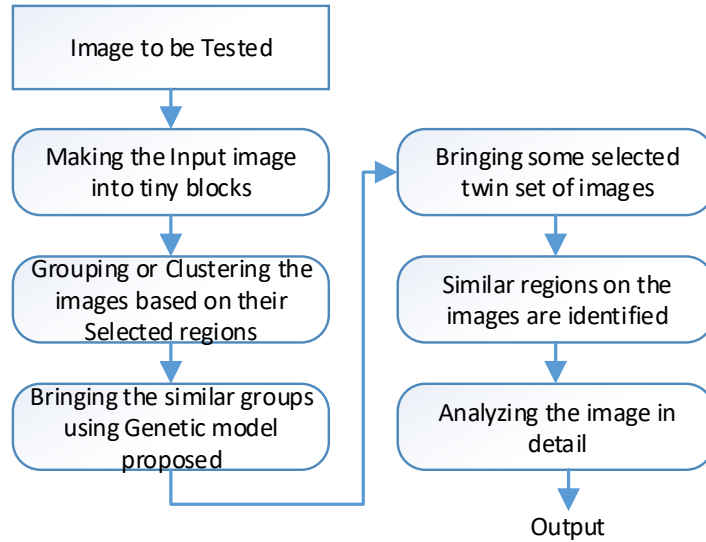 Image to be Tested
Making the Input image
into tiny blocks
Grouping or Clustering the
images based on their
Selected regions
Bringing the similar groups
using Genetic model
proposed
Bringing some selected
twin set of images
Similar regions on the
images are identified
Analyzing the image in
detail
Output